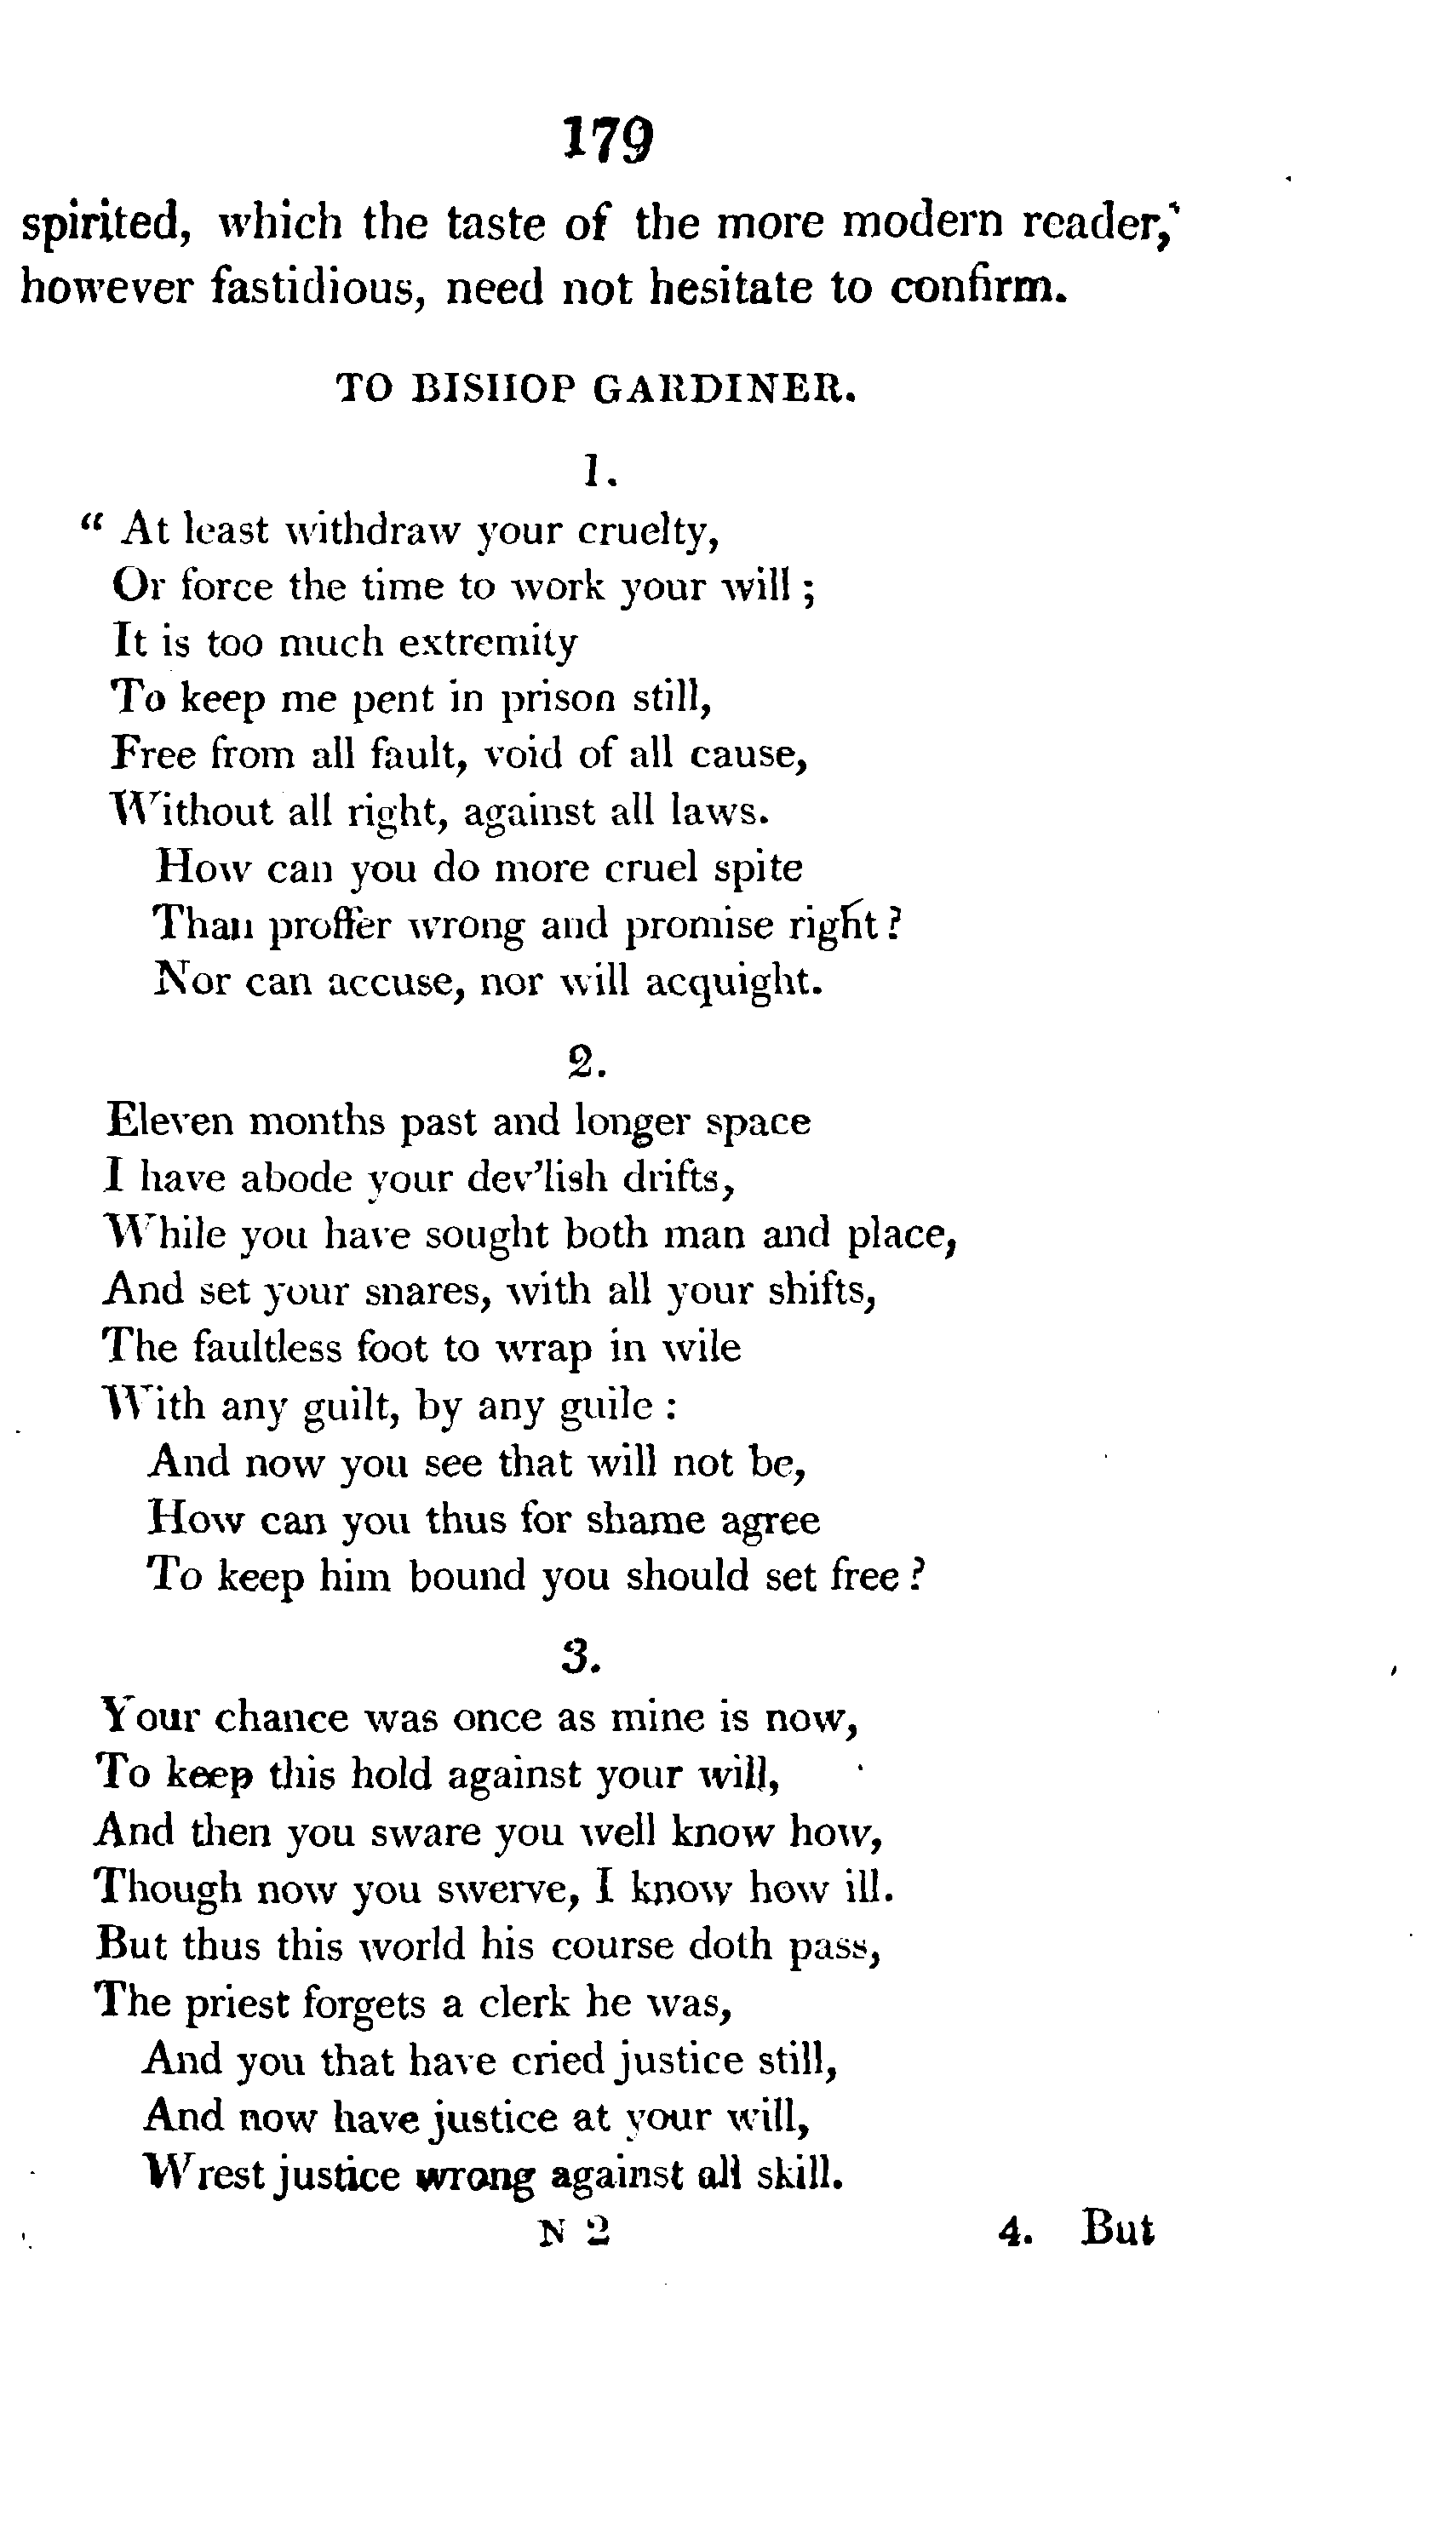 179
spirited, which the taste of the more modern reader,
however fastidious, need not hesitate to confirm.
TO BISHOP GARDINER.
1.
“ At least withdraw your cruelty,
Or force the time to work your will ;
It is too much extremity
To keep me pent in prison still,
Free from all fault, void of all cause,
Without all right, against all laws.
How can you do more cruel spite
Than proffer wrong and promise right ?
Nor can accuse, nor will acquight.
2.
Eleven months past and longer space
I have abode your dev’lish drifts,
While you have sought both man and place,
And set your snares, with all your shifts,
The faultless foot to wrap in wile
With any guilt, by any guile :
And now you see that will not be,
How can you thus for shame agree
To keep him bound you should set free ?
3.
Your chance was once as mine is now,
To keep this hold against your will,
And then you sware you well know how,
Though now you swerve, I know how ill.
But thus this world his course doth pass,
The priest forgets a clerk he was,
And you that have cried justice still,
And now have justice at your will,
Wrest justice wrong against all skill.
N 2 4. But